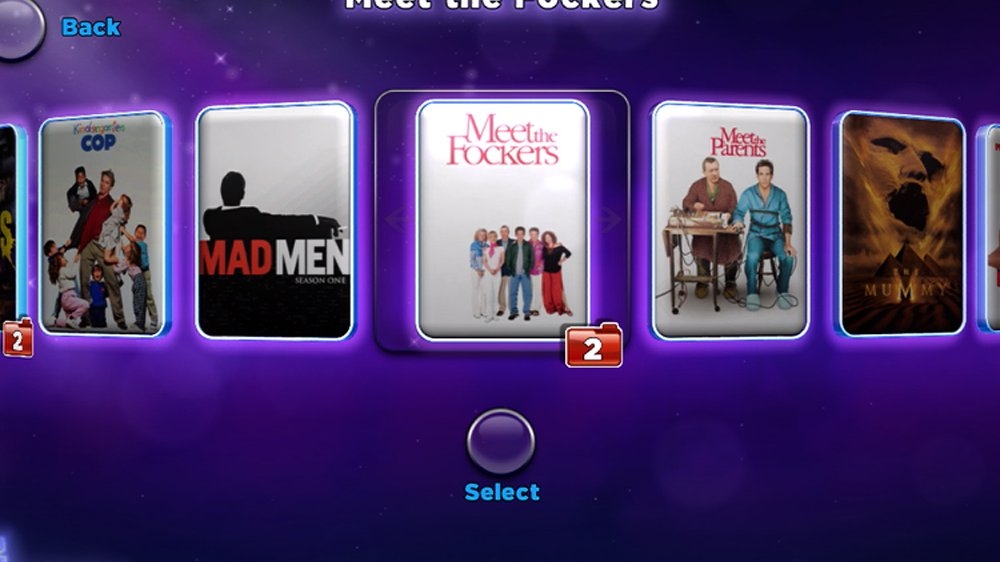 Meet the Fockers
Back
Kindergarten
COP
MAD MEN
SEASON ONE
Meet the
Fockers
Meet the
Parents
THE
MUMMY
2
2
Select